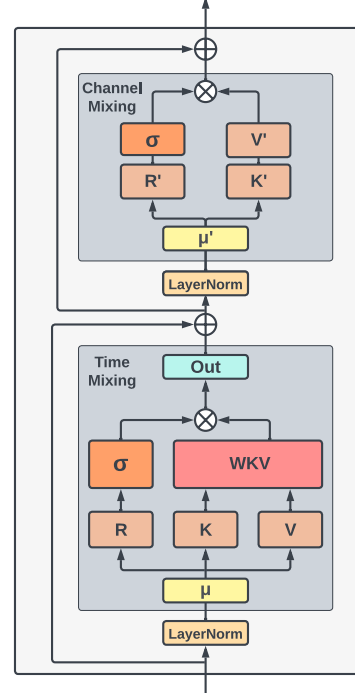 Channel
Mixing
σ
V'
R'
K'
μ'
LayerNorm
Time
Mixing
Out
σ
WKV
R
K
V
μ
LayerNorm